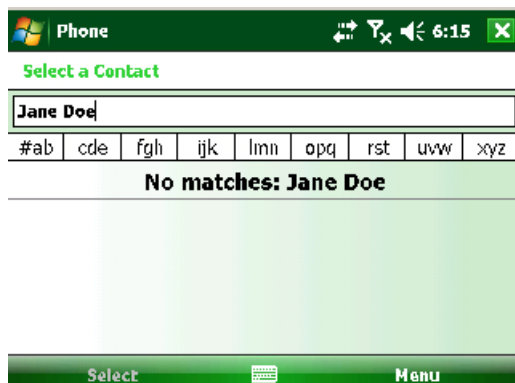 Phone 6:15
Select a Contact
Jane Doe
#ab cde fgh ijk lmn opq rst uvw xyz
No matches: Jane Doe
Select Menu